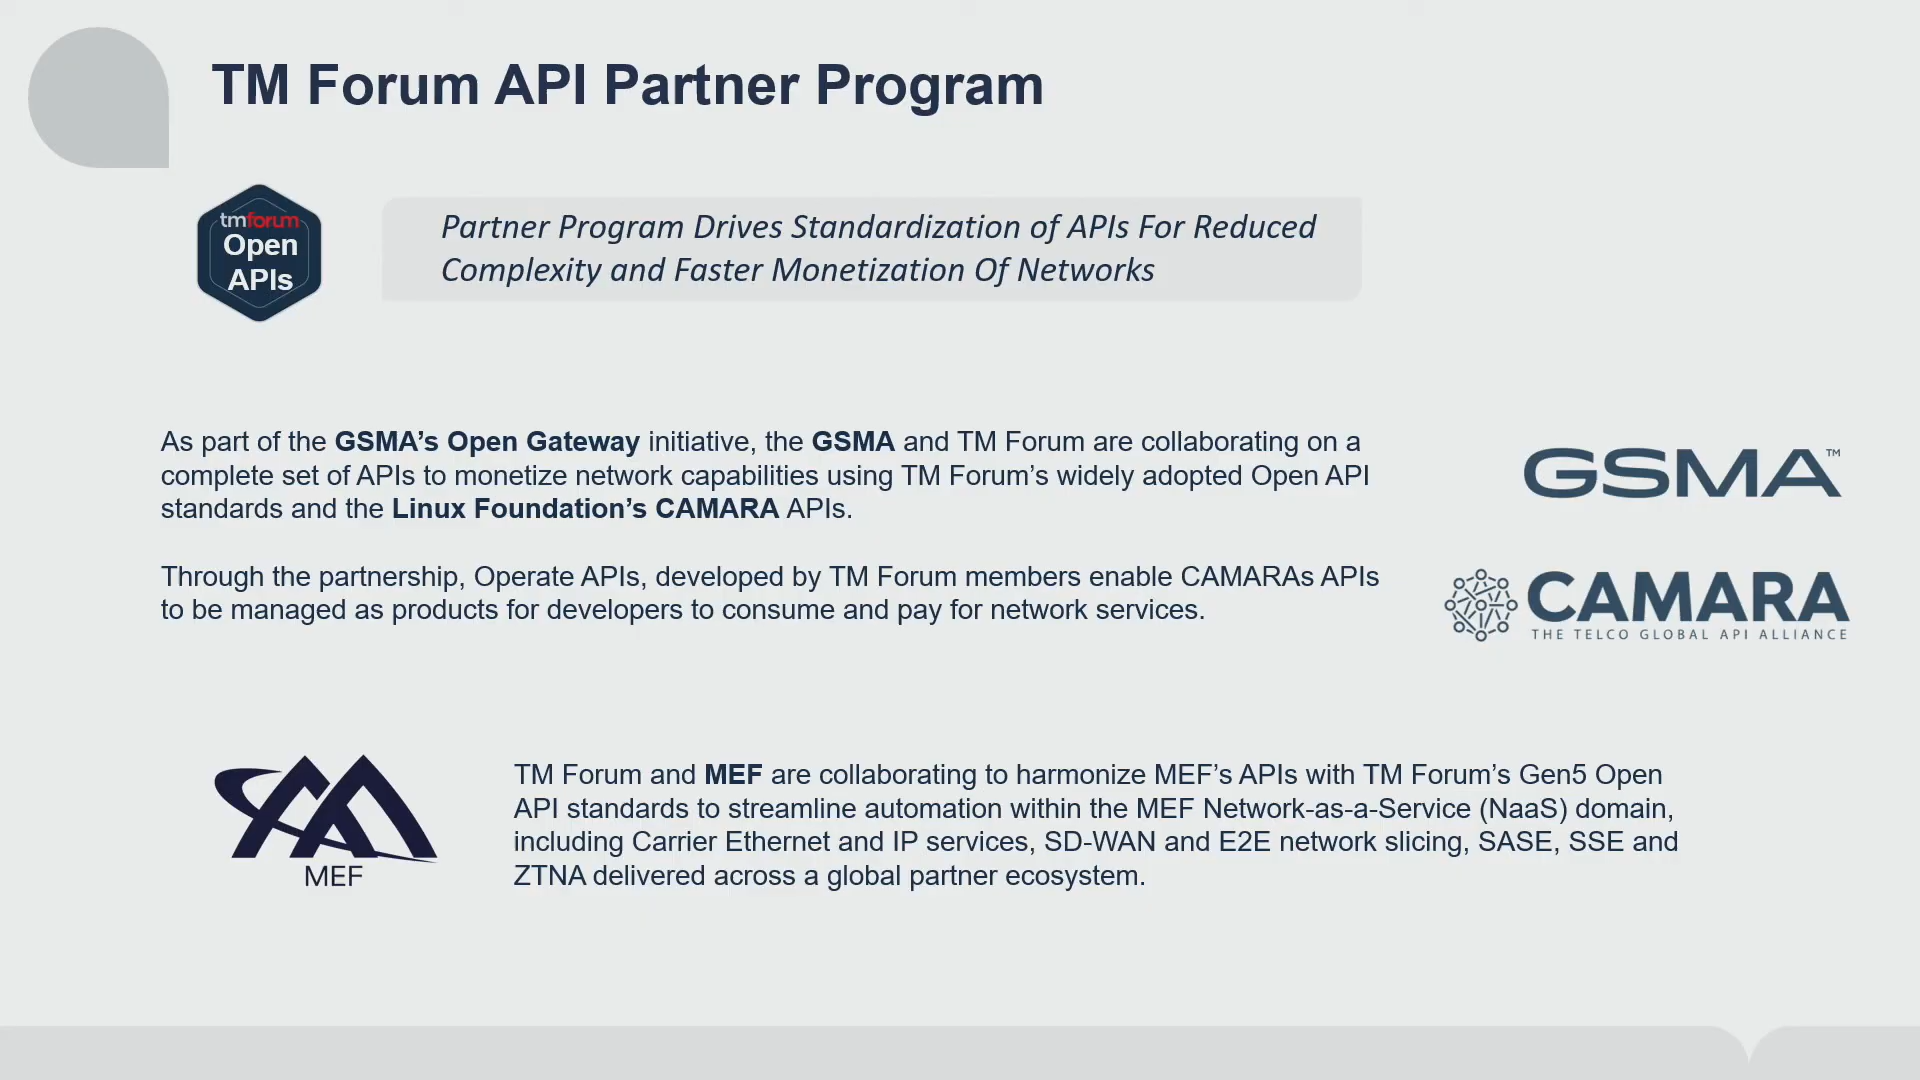 TM Forum API Partner Program
tmforum
Open
APIs
Partner Program Drives Standardization of APIs For Reduced
Complexity and Faster Monetization Of Networks
As part of the GSMA’s Open Gateway initiative, the GSMA and TM Forum are collaborating on a
complete set of APIs to monetize network capabilities using TM Forum’s widely adopted Open API
standards and the Linux Foundation’s CAMARA APIs.
GSMA™
Through the partnership, Operate APIs, developed by TM Forum members enable CAMARAs APIs
to be managed as products for developers to consume and pay for network services.
CAMARA
THE TELCO GLOBAL API ALLIANCE
MEF
TM Forum and MEF are collaborating to harmonize MEF’s APIs with TM Forum’s Gen5 Open
API standards to streamline automation within the MEF Network-as-a-Service (NaaS) domain,
including Carrier Ethernet and IP services, SD-WAN and E2E network slicing, SASE, SSE and
ZTNA delivered across a global partner ecosystem.